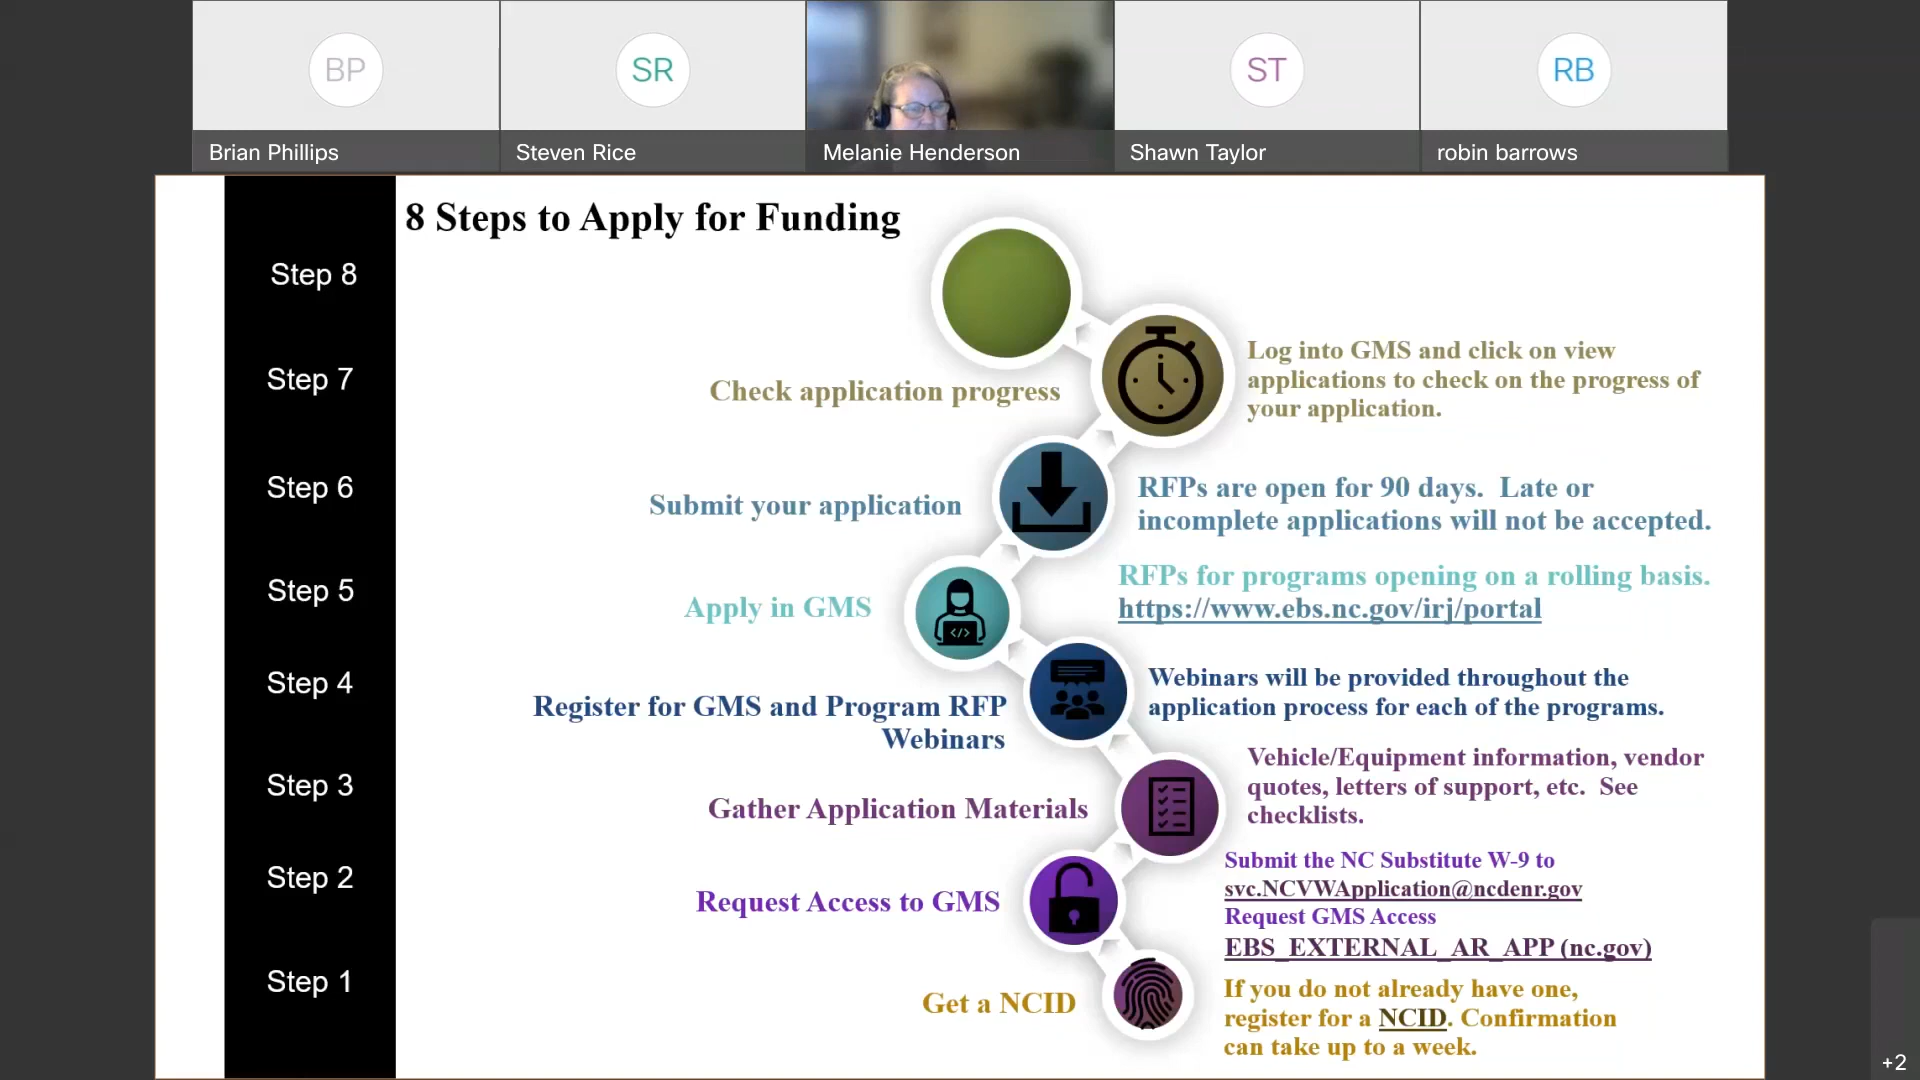 BP
SR
ST
RB
Brian Phillips
Steven Rice
Melanie Henderson
Shawn Taylor
robin barrows
8 Steps to Apply for Funding
Step 8
Step 7
Check application progress
Log into GMS and click on view
applications to check on the progress of
your application.
Step 6
Submit your application
RFPs are open for 90 days.  Late or
incomplete applications will not be accepted.
Step 5
Apply in GMS
</>
RFPs for programs opening on a rolling basis.
https://www.ebs.nc.gov/irj/portal
Step 4
Register for GMS and Program RFP
Webinars
Webinars will be provided throughout the
application process for each of the programs.
Step 3
Gather Application Materials
Vehicle/Equipment information, vendor
quotes, letters of support, etc.  See
checklists.
Step 2
Request Access to GMS
Submit the NC Substitute W-9 to
svc.NCVWApplication@ncdenr.gov
Request GMS Access
EBS_EXTERNAL_AR_APP (nc.gov)
Step 1
Get a NCID
If you do not already have one,
register for a NCID. Confirmation
can take up to a week.
+2